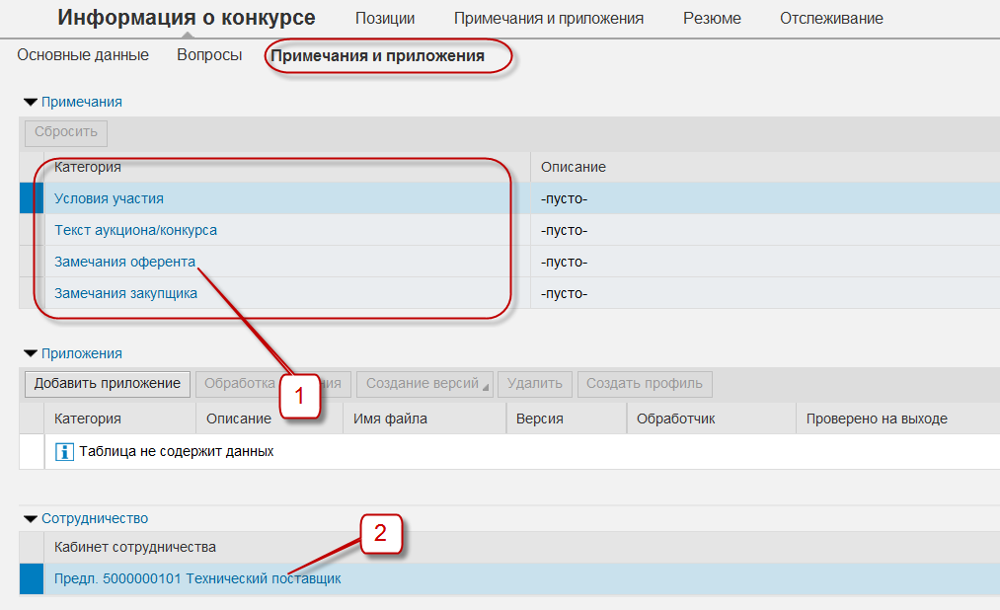 Информация о конкурсе Позиции Примечания и приложения Резюме Отслеживание
Основные данные Вопросы Примечания и приложения
Примечания
Сбросить
Категория Описание
Условия участия -пусто-
Текст аукциона/конкурса -пусто-
Замечания оферента -пусто-
Замечания закупщика -пусто-
Приложения
Добавить приложение Обработка Создание версий Удалить Создать профиль
1
Категория Описание Имя файла Версия Обработчик Проверено на выходе
Таблица не содержит данных
Сотрудничество
2
Кабинет сотрудничества
Предл. 5000000101 Технический поставщик